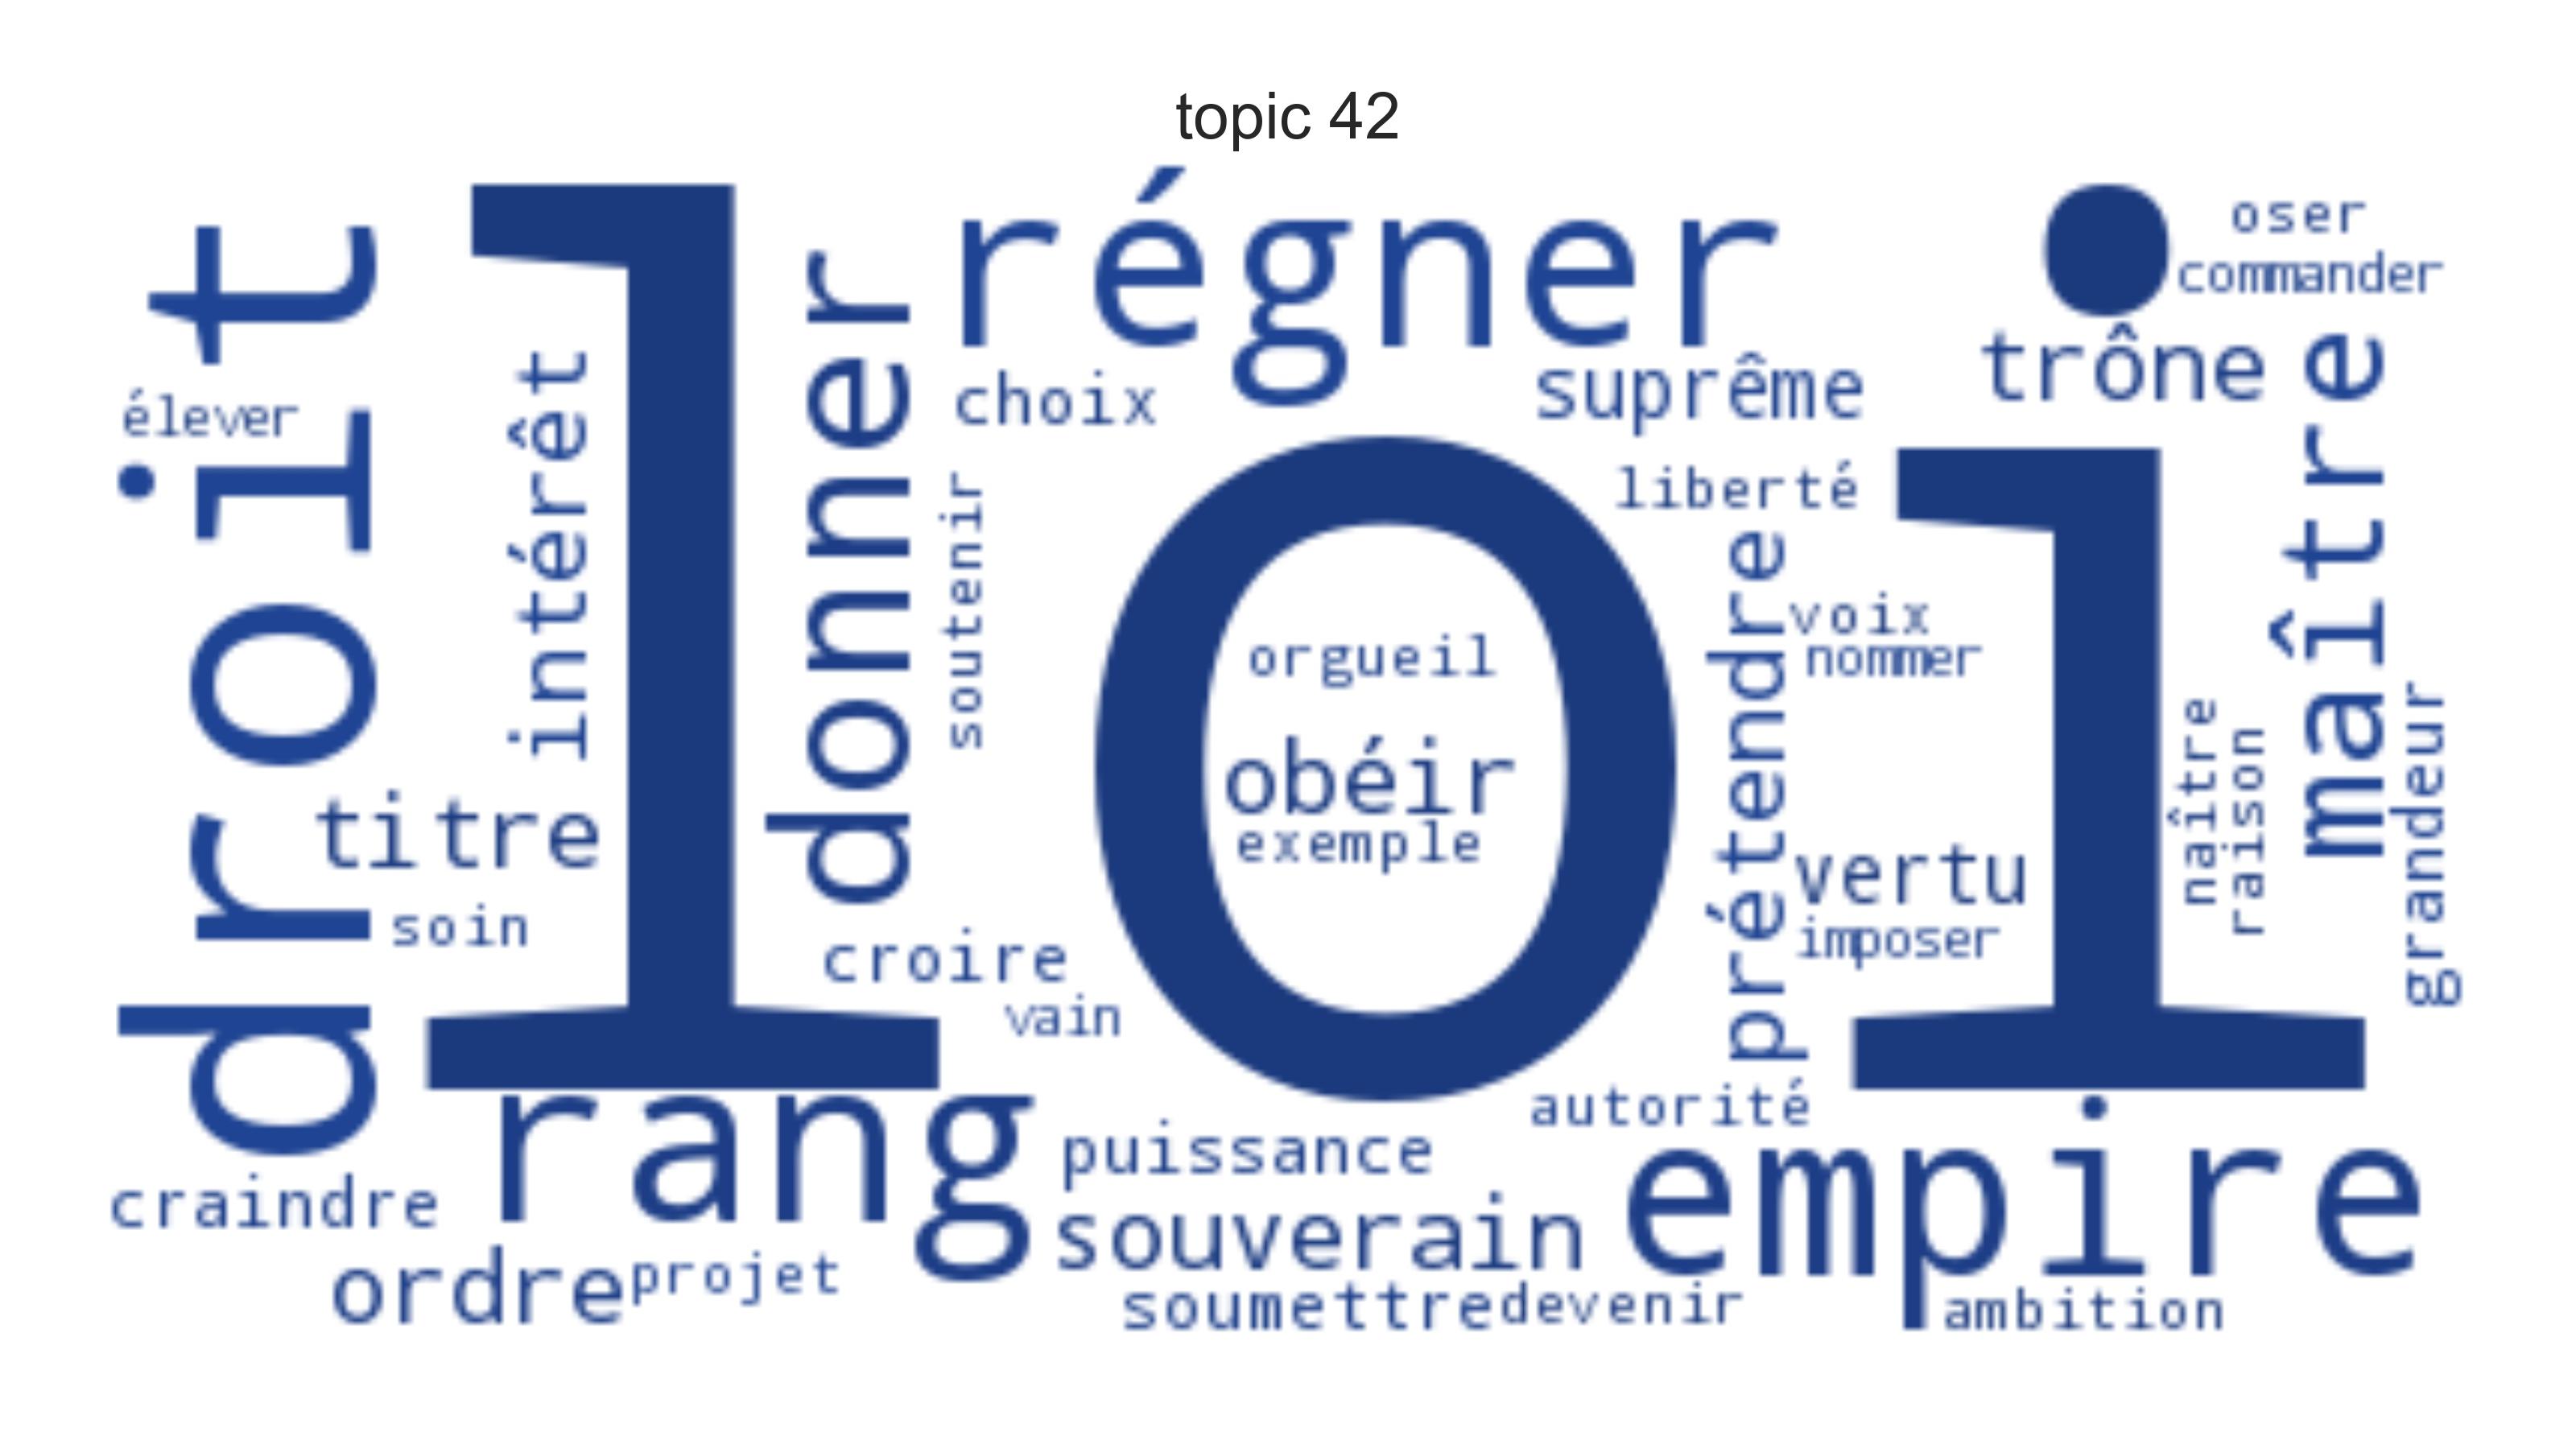 topic 42
droit
loi
régner
oser
commander
trône
maître
élever
intérêt
donner
choix
suprême
liberté
soutenir
prétendre
voix
nommer
orgueil
obéir
exemple
titre
soin
croire
vain
vertu
imposer
naître
raison
grandeur
rang
autorité
puissance
empire
craindre
souverain
ordre
projet
soumettre
devenir
ambition